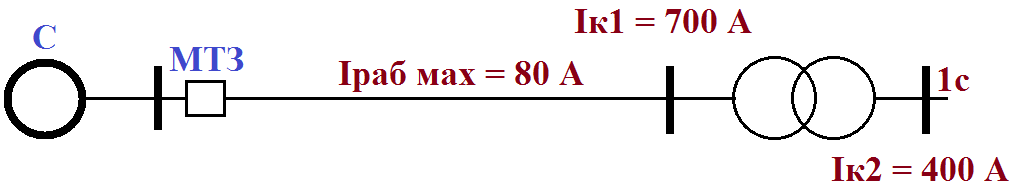 С
МТЗ
Iраб мах = 80 А
Iк1 = 700 А
1с
Iк2 = 400 А